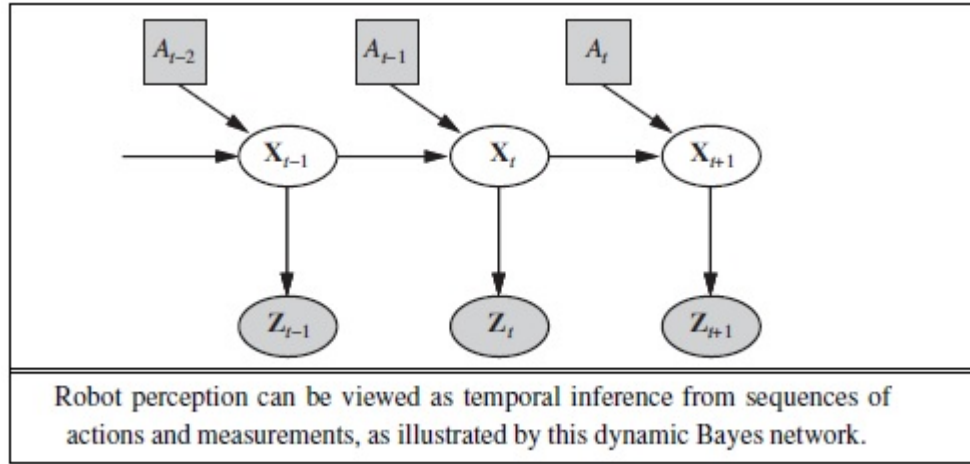 A_{t−2} A_{t−1} A_t
X_{t−1} X_t X_{t+1}
Z_{t−1} Z_t Z_{t+1}
Robot perception can be viewed as temporal inference from sequences of
actions and measurements, as illustrated by this dynamic Bayes network.